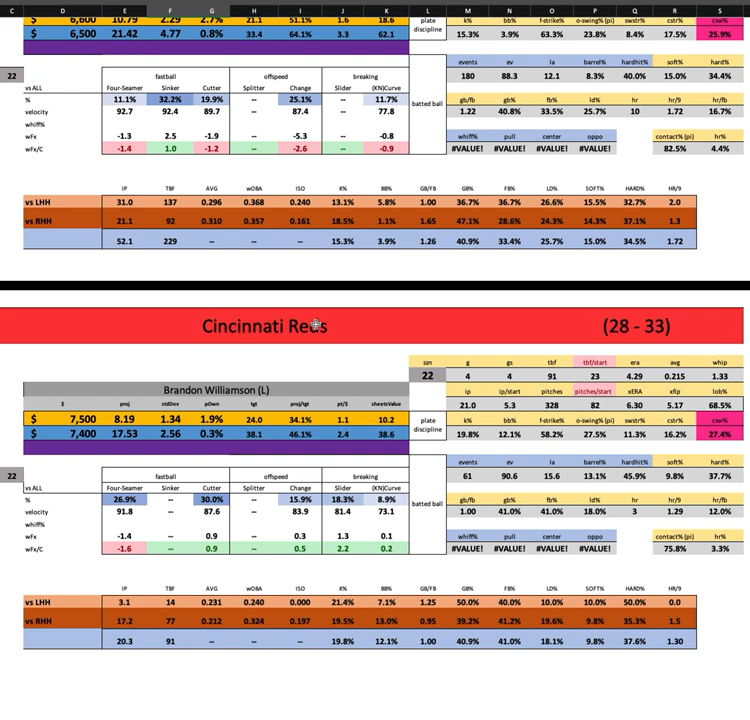 C D E F G H I J K L M N O P Q R S
$ 6,600 10.79 2.29 2.7% 21.1 51.1% 1.6 18.6 plate discipline k% bb% f-strike% o-swing% (pi) swstr% cstr% csw%
$ 6,500 21.42 4.77 0.8% 33.4 64.1% 3.3 62.1 15.3% 3.9% 63.3% 23.8% 8.4% 17.5% 25.9%
events ev la barrel% hardhit% soft% hard%
22 fastball offspeed breaking 180 88.3 12.1 8.3% 40.0% 15.0% 34.4%
vs ALL Four-Seamer Sinker Cutter Splitter Change Slider (KN)Curve
% 11.1% 32.2% 19.9% -- 25.1% -- 11.7% batted ball gb/fb gb% fb% ld% hr hr/9 hr/fb
velocity 92.7 92.4 89.7 -- 87.4 -- 77.8 1.22 40.8% 33.5% 25.7% 10 1.72 16.7%
whiff%
wFx -1.3 2.5 -1.9 -5.3 -0.8 whiff% pull center oppo contact% (pi) hr%
wFx/C -1.4 1.0 -1.2 -- -2.6 -- -0.9 #VALUE! #VALUE! #VALUE! #VALUE! 82.5% 4.4%
IP TBF AVG wOBA ISO K% BB% GB/FB GB% FB% LD% SOFT% HARD% HR/9
vs LHH 31.0 137 0.296 0.368 0.240 13.1% 5.8% 1.00 36.7% 36.7% 26.6% 15.5% 32.7% 2.0
vs RHH 21.1 92 0.310 0.357 0.161 18.5% 1.1% 1.65 47.1% 28.6% 24.3% 14.3% 37.1% 1.3
52.1 229 -- -- 15.3% 3.9% 1.26 40.9% 33.4% 25.7% 15.0% 34.5% 1.72
Cincinnati Reds (28 - 33)
szn g gs tbf tbf/start era avg whip
22 4 4 91 23 4.29 0.215 1.33
Brandon Williamson (L) ip ip/start pitches pitches/start xERA xfip lob%
$ proj stdDev pOwn tgt proj/tgt pt/$ sheetsValue 21.0 5.3 328 82 6.30 5.17 68.5%
$ 7,500 8.19 1.34 1.9% 24.0 34.1% 1.1 10.2 plate discipline k% bb% f-strike% o-swing% (pi) swstr% cstr% csw%
$ 7,400 17.53 2.56 0.3% 38.1 46.1% 2.4 38.6 19.8% 12.1% 58.2% 27.5% 11.3% 16.2% 27.4%
events ev la barrel% hardhit% soft% hard%
22 fastball offspeed breaking 61 90.6 15.6 13.1% 45.9% 9.8% 37.7%
vs ALL Four-Seamer Sinker Cutter Splitter Change Slider (KN)Curve
% 26.9% -- 30.0% -- 15.9% 18.3% 8.9% batted ball gb/fb gb% fb% ld% hr hr/9 hr/fb
velocity 91.8 -- 87.6 -- 83.9 81.4 73.1 1.00 41.0% 41.0% 18.0% 3 1.29 12.0%
whiff%
wFx -1.4 0.9 0.3 1.3 0.1 whiff% pull center oppo contact% (pi) hr%
wFx/C -1.6 -- 0.9 -- 0.5 2.2 0.2 #VALUE! #VALUE! #VALUE! #VALUE! 75.8% 3.3%
IP TBF AVG wOBA ISO K% BB% GB/FB GB% FB% LD% SOFT% HARD% HR/9
vs LHH 3.1 14 0.231 0.240 0.000 21.4% 7.1% 1.25 50.0% 40.0% 10.0% 10.0% 50.0% 0.0
vs RHH 17.2 77 0.212 0.324 0.197 19.5% 13.0% 0.95 39.2% 41.2% 19.6% 9.8% 35.3% 1.5
20.3 91 -- -- 19.8% 12.1% 1.00 40.9% 41.0% 18.1% 9.8% 37.6% 1.30